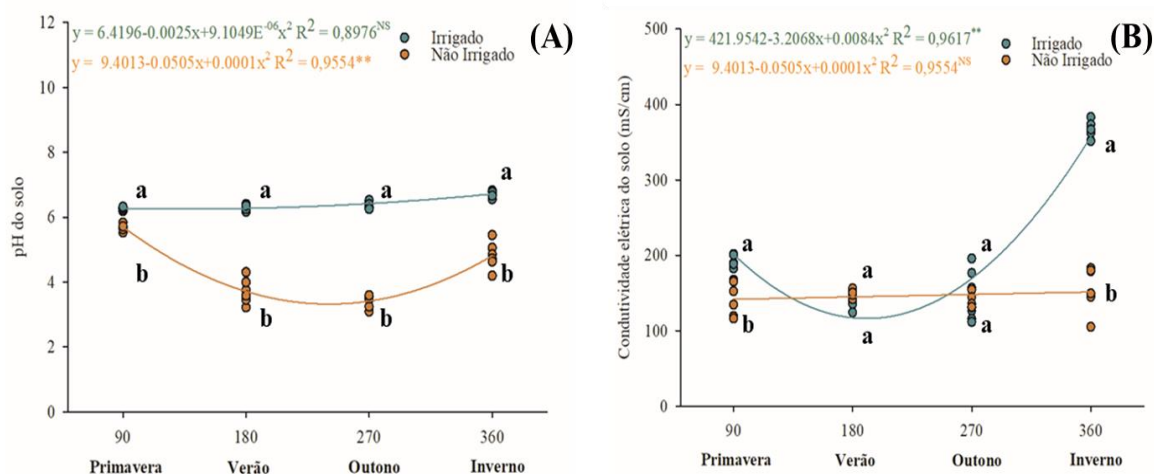 12
10
8
6
4
2
0
pH do solo
y = 6.4196-0.0025x+9.1049E⁻⁰⁶x² R² = 0,8976ᴺˢ
y = 9.4013-0.0505x+0.0001x² R² = 0,9554**
Irrigado
Não Irrigado
(A)
a a a a
b b b b
90 180 270 360
Primavera Verão Outono Inverno
500
400
300
200
100
0
Condutividade elétrica do solo (mS/cm)
y = 421.9542-3.2068x+0.0084x² R² = 0,9617**
y = 9.4013-0.0505x+0.0001x² R² = 0,9554ᴺˢ
Irrigado
Não Irrigado
(B)
a a a a
b a a b
90 180 270 360
Primavera Verão Outono Inverno